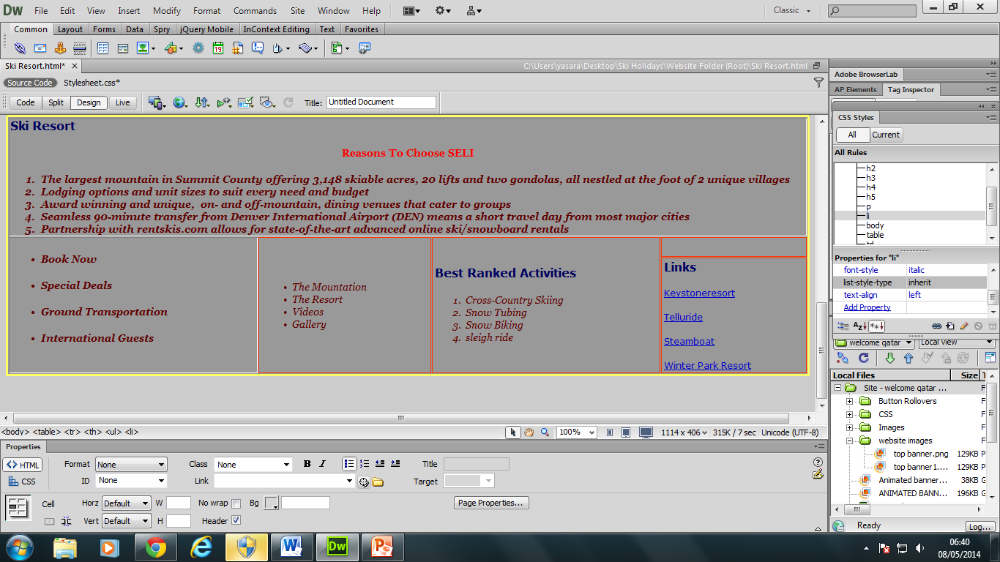 Dw File Edit View Insert Modify Format Commands Site Window Help Classic
Common Layout Forms Data Spry jQuery Mobile InContext Editing Text Favorites
Ski Resort.html* C:\Users\yasara\Desktop\Ski Holidays\Website Folder (Root)\Ski Resort.html
Source Code Stylesheet.css*
Code Split Design Live Title: Untitled Document
Ski Resort
Reasons To Choose SELI
1. The largest mountain in Summit County offering 3,148 skiable acres, 20 lifts and two gondolas, all nestled at the foot of 2 unique villages
2. Lodging options and unit sizes to suit every need and budget
3. Award winning and unique, on- and off-mountain, dining venues that cater to groups
4. Seamless 90-minute transfer from Denver International Airport (DEN) means a short travel day from most major cities
5. Partnership with rentskis.com allows for state-of-the-art advanced online ski/snowboard rentals
• Book Now
• Special Deals
• Ground Transportation
• International Guests
• The Mountation
• The Resort
• Videos
• Gallery
Best Ranked Activities
1. Cross-Country Skiing
2. Snow Tubing
3. Snow Biking
4. sleigh ride
Links
Keystoneresort
Telluride
Steamboat
Winter Park Resort
<body> <table> <tr> <th> <ul> <li> 100% 1114 x 406 315K / 7 sec Unicode (UTF-8)
Properties
HTML Format None Class None B I Title
CSS ID None Link Target
Cell Horz Default W No wrap Bg Page Properties...
Vert Default H Header
Adobe BrowserLab
AP Elements Tag Inspector
CSS Styles
All Current
All Rules
h2
h3
h4
h5
p
li
body
table
td
Properties for "li"
font-style italic
list-style-type inherit
text-align left
Add Property
welcome qatar Local view
Local Files Size T
Site - welcome qatar ... F
Button Rollovers F
CSS F
Images F
website images F
top banner.png 129KB P
top banner1.... 129KB P
Animated banner... 38KB G
ANIMATED BANN... 196KB G
Ready Log...
06:40
08/05/2014